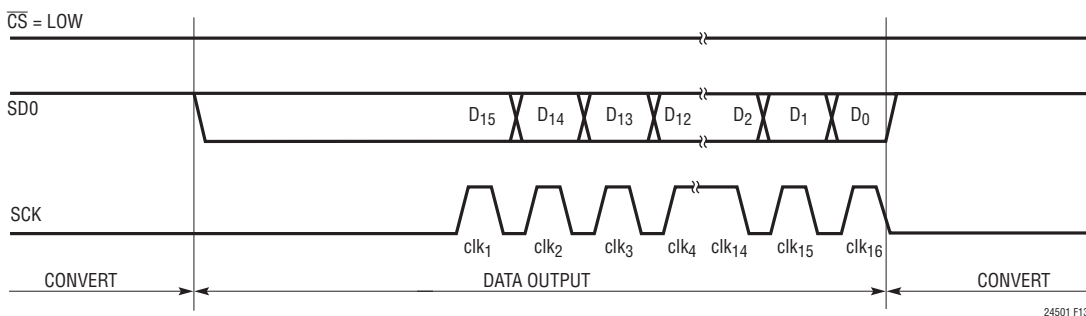 CS = LOW
SD0
D15 D14 D13 D12 D2 D1 D0
SCK
clk1 clk2 clk3 clk4 clk14 clk15 clk16
CONVERT DATA OUTPUT CONVERT
24501 F13